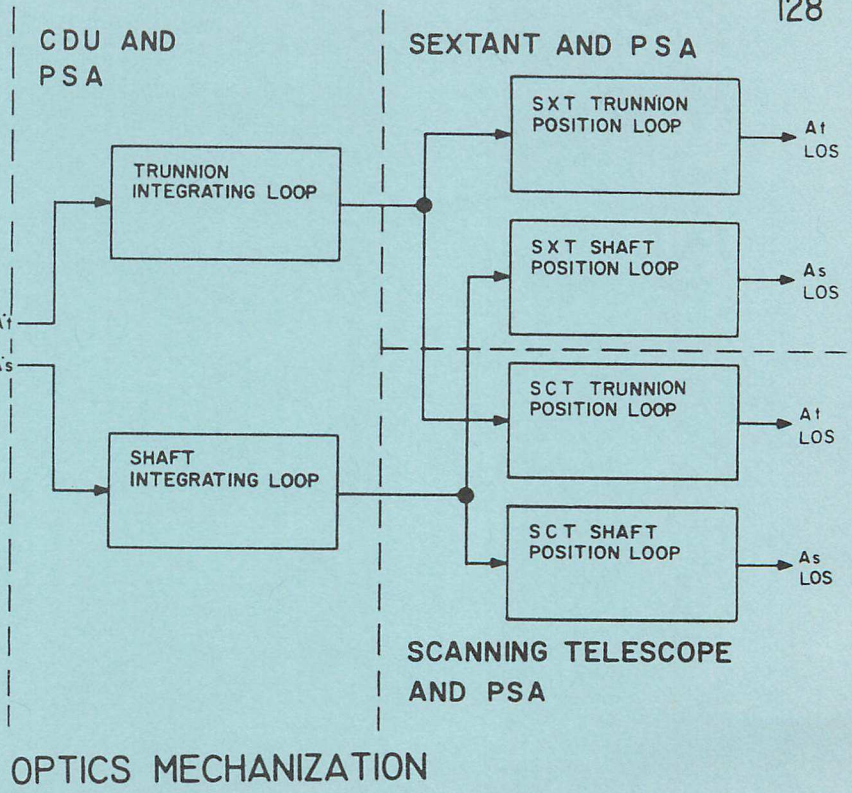 128
CDU AND
PSA
SEXTANT AND PSA
SXT TRUNNION
POSITION LOOP
At
LOS
TRUNNION
INTEGRATING LOOP
SXT SHAFT
POSITION LOOP
As
LOS
SCT TRUNNION
POSITION LOOP
At
LOS
SHAFT
INTEGRATING LOOP
SCT SHAFT
POSITION LOOP
As
LOS
SCANNING TELESCOPE
AND PSA
OPTICS MECHANIZATION